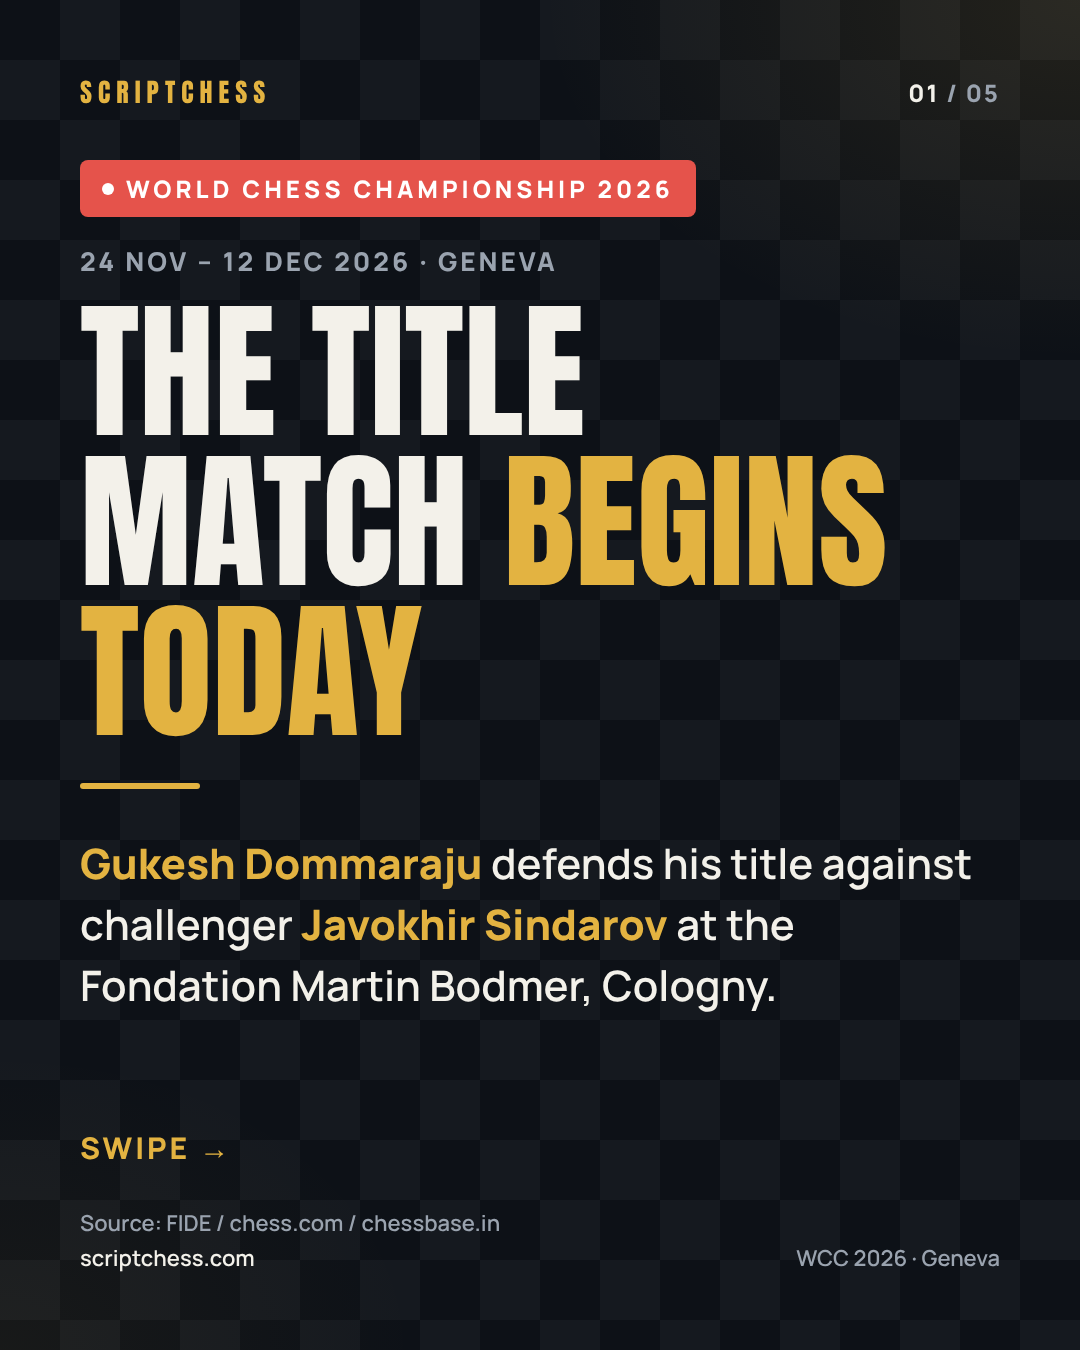 SCRIPTCHESS
01 / 05
WORLD CHESS CHAMPIONSHIP 2026
24 NOV – 12 DEC 2026 · GENEVA
THE TITLE
MATCH BEGINS
TODAY
Gukesh Dommaraju defends his title against
challenger Javokhir Sindarov at the
Fondation Martin Bodmer, Cologny.
SWIPE →
Source: FIDE / chess.com / chessbase.in
scriptchess.com
WCC 2026 · Geneva